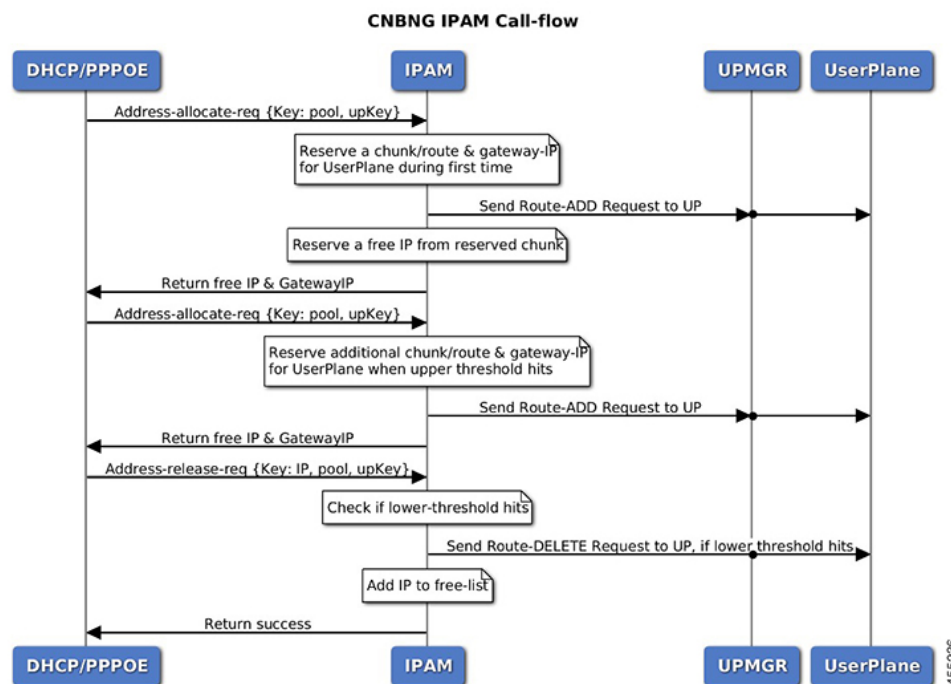 CNBNG IPAM Call-flow
DHCP/PPPOE IPAM UPMGR UserPlane
Address-allocate-req {Key: pool, upKey}
Reserve a chunk/route & gateway-IP
for UserPlane during first time
Send Route-ADD Request to UP
Reserve a free IP from reserved chunk
Return free IP & GatewayIP
Address-allocate-req {Key: pool, upKey}
Reserve additional chunk/route & gateway-IP
for UserPlane when upper threshold hits
Send Route-ADD Request to UP
Return free IP & GatewayIP
Address-release-req {Key: IP, pool, upKey}
Check if lower-threshold hits
Send Route-DELETE Request to UP, if lower threshold hits
Add IP to free-list
Return success
DHCP/PPPOE IPAM UPMGR UserPlane